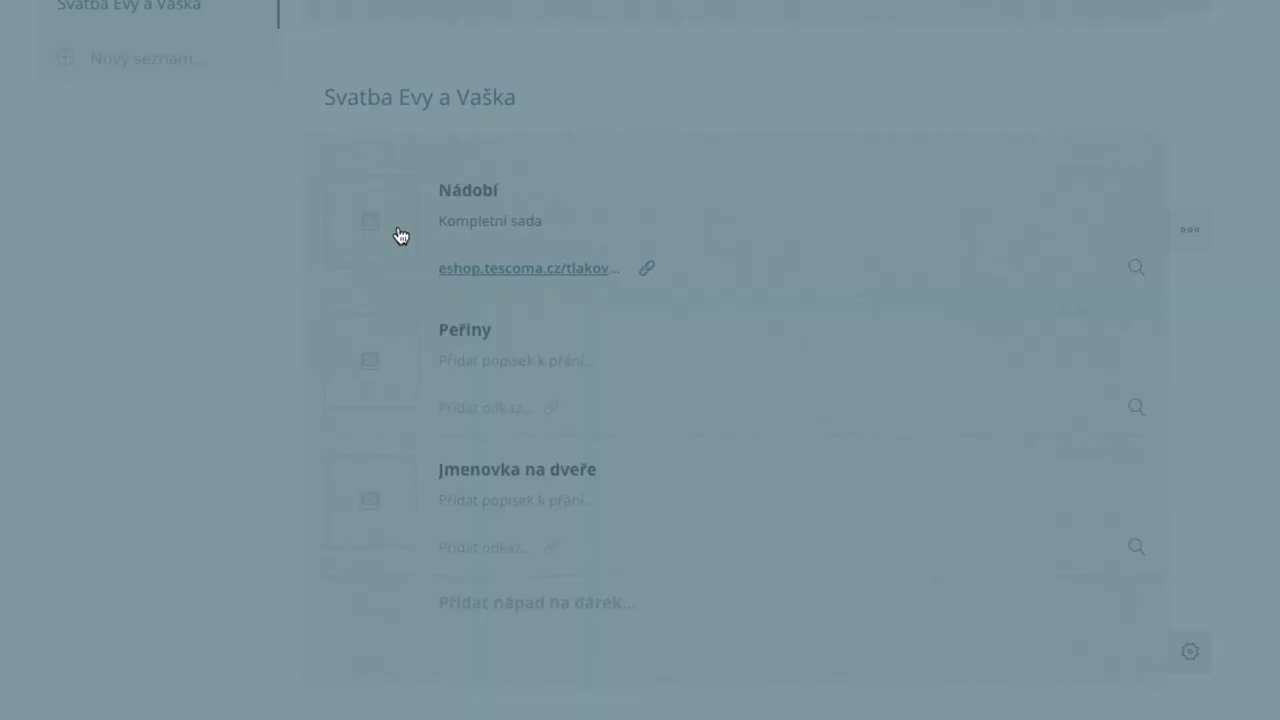 Svatba Evy a Vaška
Nový seznam...
Svatba Evy a Vaška
Nádobí
Kompletní sada
eshop.tescoma.cz/tlakov...
Peřiny
Přidat popisek k přání...
Přidat odkaz...
Jmenovka na dveře
Přidat popisek k přání...
Přidat odkaz...
Přidat nápad na dárek...